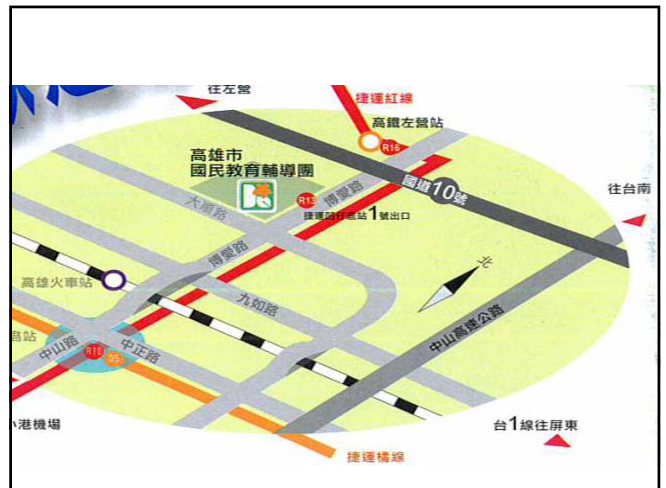 往左營
捷運紅線
高鐵左營站
R16
高雄市
國民教育輔導團
國道10號
往台南
R13
博愛路
捷運凹仔底站1號出口
大順路
博愛路
北
高雄火車站
九如路
中山高速公路
島站
中山路
R10
O5
中正路
小港機場
台1線往屏東
捷運橘線